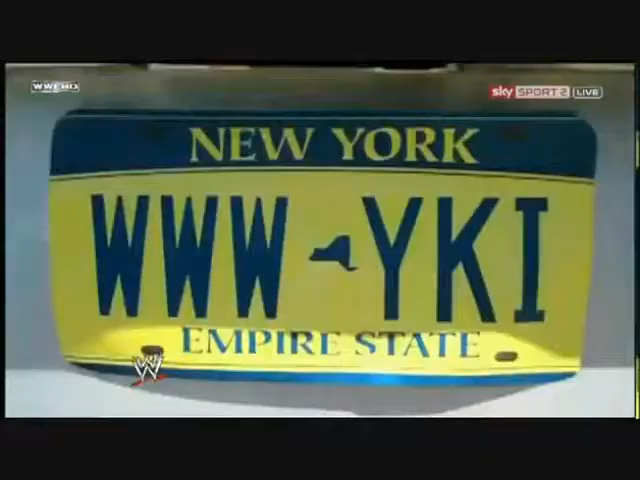 WWE HD
sky SPORT 2 LIVE
NEW YORK
WWW YKI
EMPIRE STATE
W